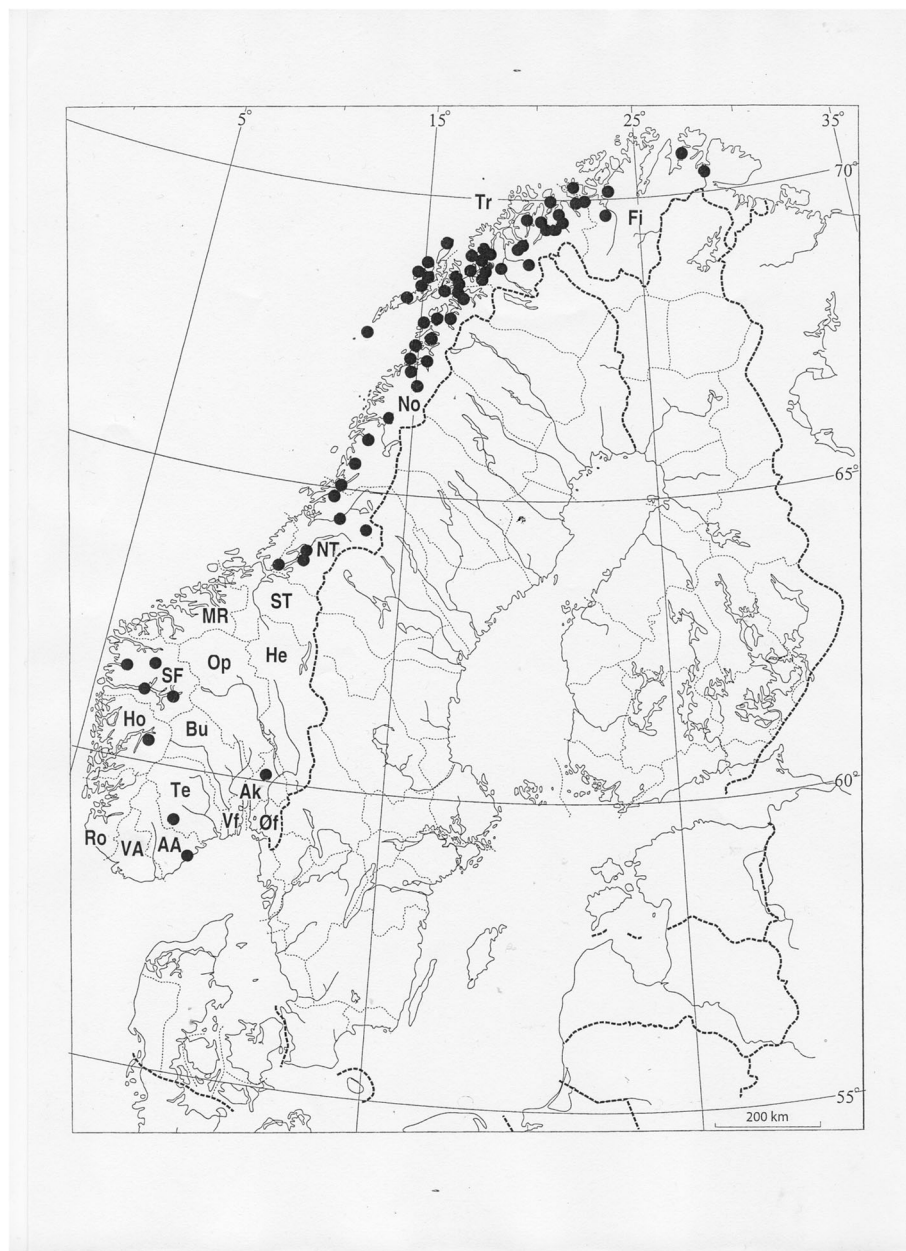 5° 15° 25° 35°
70°
Tr
Fi
No
65°
NT
ST
MR
Op He
SF
Ho
Bu
60°
Te Ak
Vf Øf
Ro VA AA
55°
200 km